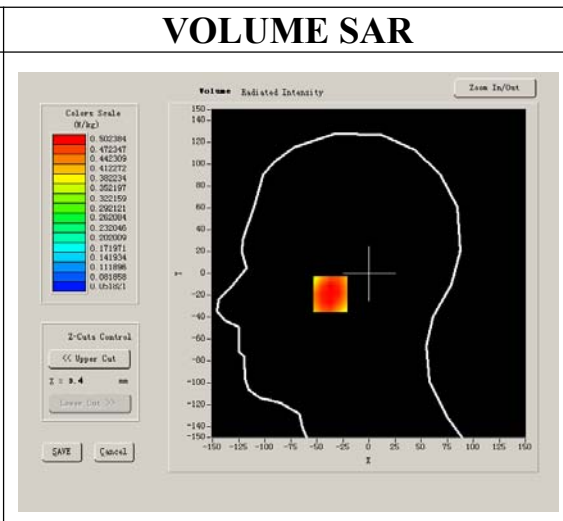 VOLUME SAR
Volume Radiated Intensity
Zoom In/Out
Colors Scale
(W/kg)
0.502384
0.472347
0.442309
0.412272
0.382234
0.352197
0.322159
0.292121
0.262084
0.232046
0.202009
0.171971
0.141934
0.111896
0.081858
0.051821
Z-Cuts Control
<< Upper Cut
Lower Cut >>
SAVE
Cancel
150
140
120
100
80
60
40
20
0
-20
-40
-60
-80
-100
-120
-140
-150
-150 -125 -100 -75 -50 -25 0 25 50 75 100 125 150
X